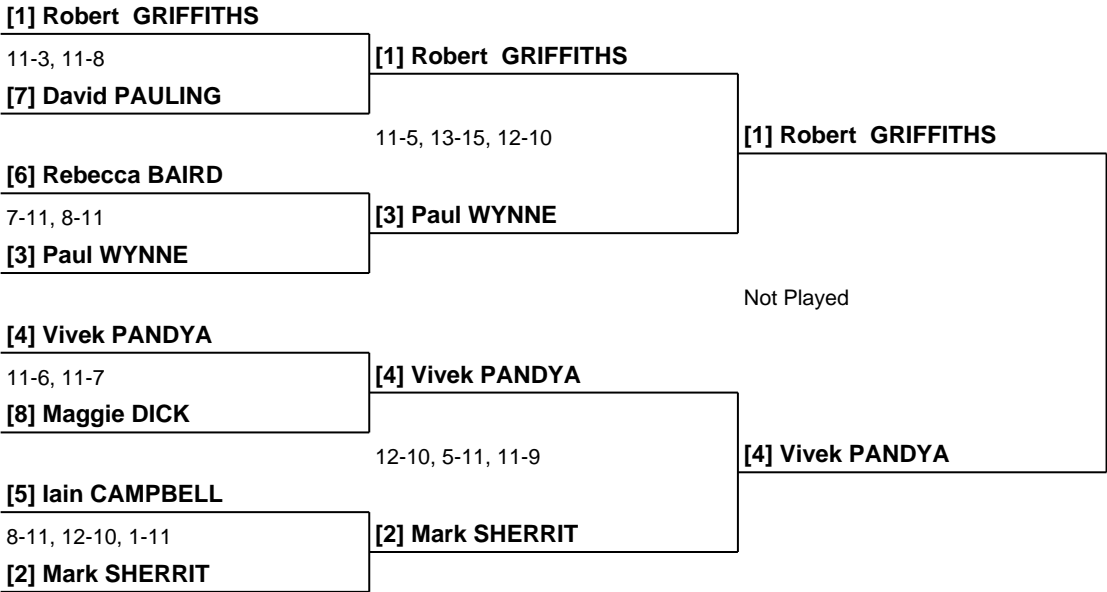 [1] Robert GRIFFITHS
11-3, 11-8
[1] Robert GRIFFITHS
[7] David PAULING
11-5, 13-15, 12-10
[1] Robert GRIFFITHS
[6] Rebecca BAIRD
7-11, 8-11
[3] Paul WYNNE
[3] Paul WYNNE
Not Played
[4] Vivek PANDYA
11-6, 11-7
[4] Vivek PANDYA
[8] Maggie DICK
12-10, 5-11, 11-9
[4] Vivek PANDYA
[5] Iain CAMPBELL
8-11, 12-10, 1-11
[2] Mark SHERRIT
[2] Mark SHERRIT